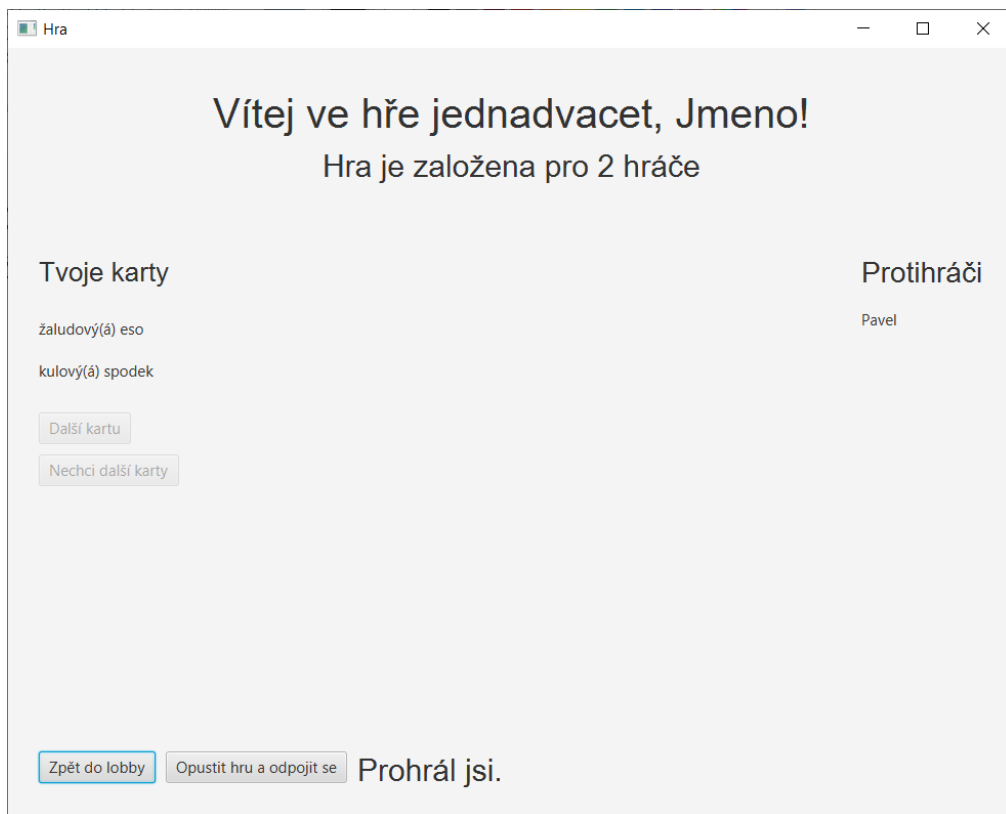 Hra
Vítej ve hře jednadvacet, Jmeno!
Hra je založena pro 2 hráče
Tvoje karty
žaludový(á) eso
kulový(á) spodek
Další kartu
Nechci další karty
Protihráči
Pavel
Zpět do lobby
Opustit hru a odpojit se
Prohrál jsi.